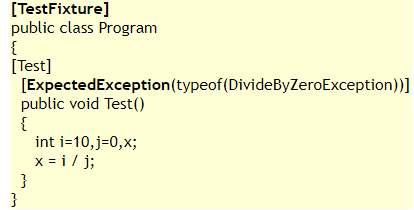 [TestFixture]
public class Program
{
[Test]
[ExpectedException(typeof(DivideByZeroException))]
public void Test()
{
int i=10,j=0,x;
x = i / j;
}
}